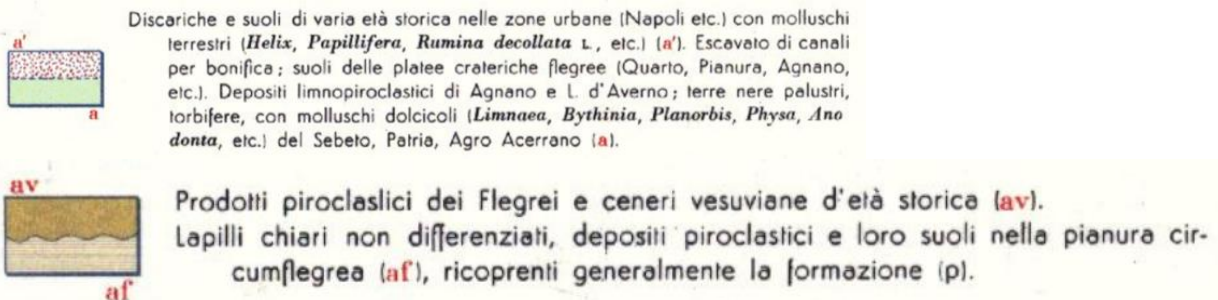 Discariche e suoli di varia età storica nelle zone urbane (Napoli etc.) con molluschi
a'
terrestri (Helix, Papillifera, Rumina decollata L., etc.) (a'). Escavato di canali
per bonifica; suoli delle platee crateriche flegree (Quarto, Pianura, Agnano,
etc.). Depositi limnopiroclastici di Agnano e L. d'Averno; terre nere palustri,
a
torbifere, con molluschi dolcicoli (Limnaea, Bythinia, Planorbis, Physa, Ano
donta, etc.) del Sebeto, Patria, Agro Acerrano (a).
av
Prodotti piroclastici dei Flegrei e ceneri vesuviane d'età storica (av).
Lapilli chiari non differenziati, depositi piroclastici e loro suoli nella pianura cir-
cumflegrea (af), ricoprenti generalmente la formazione (p).
af